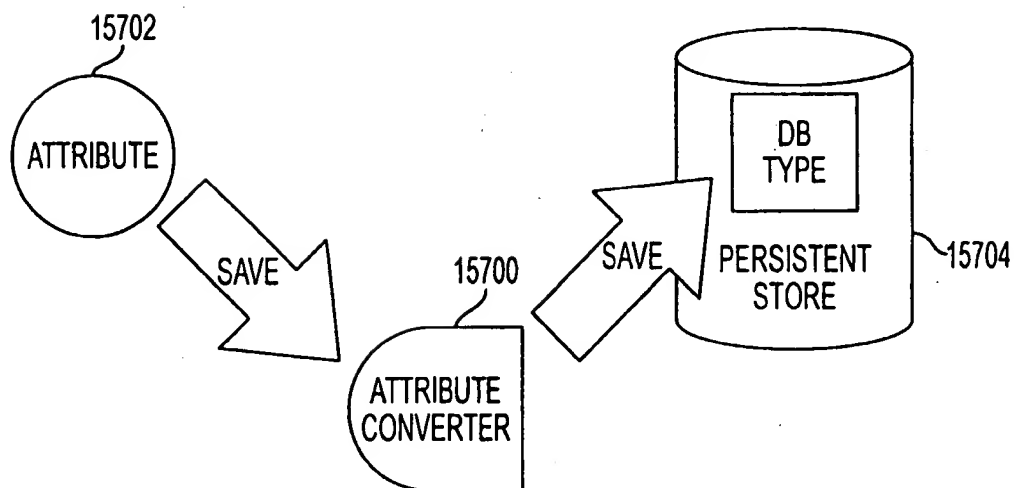 15702
ATTRIBUTE
SAVE
15700
ATTRIBUTE
CONVERTER
SAVE
DB
TYPE
PERSISTENT
STORE
15704